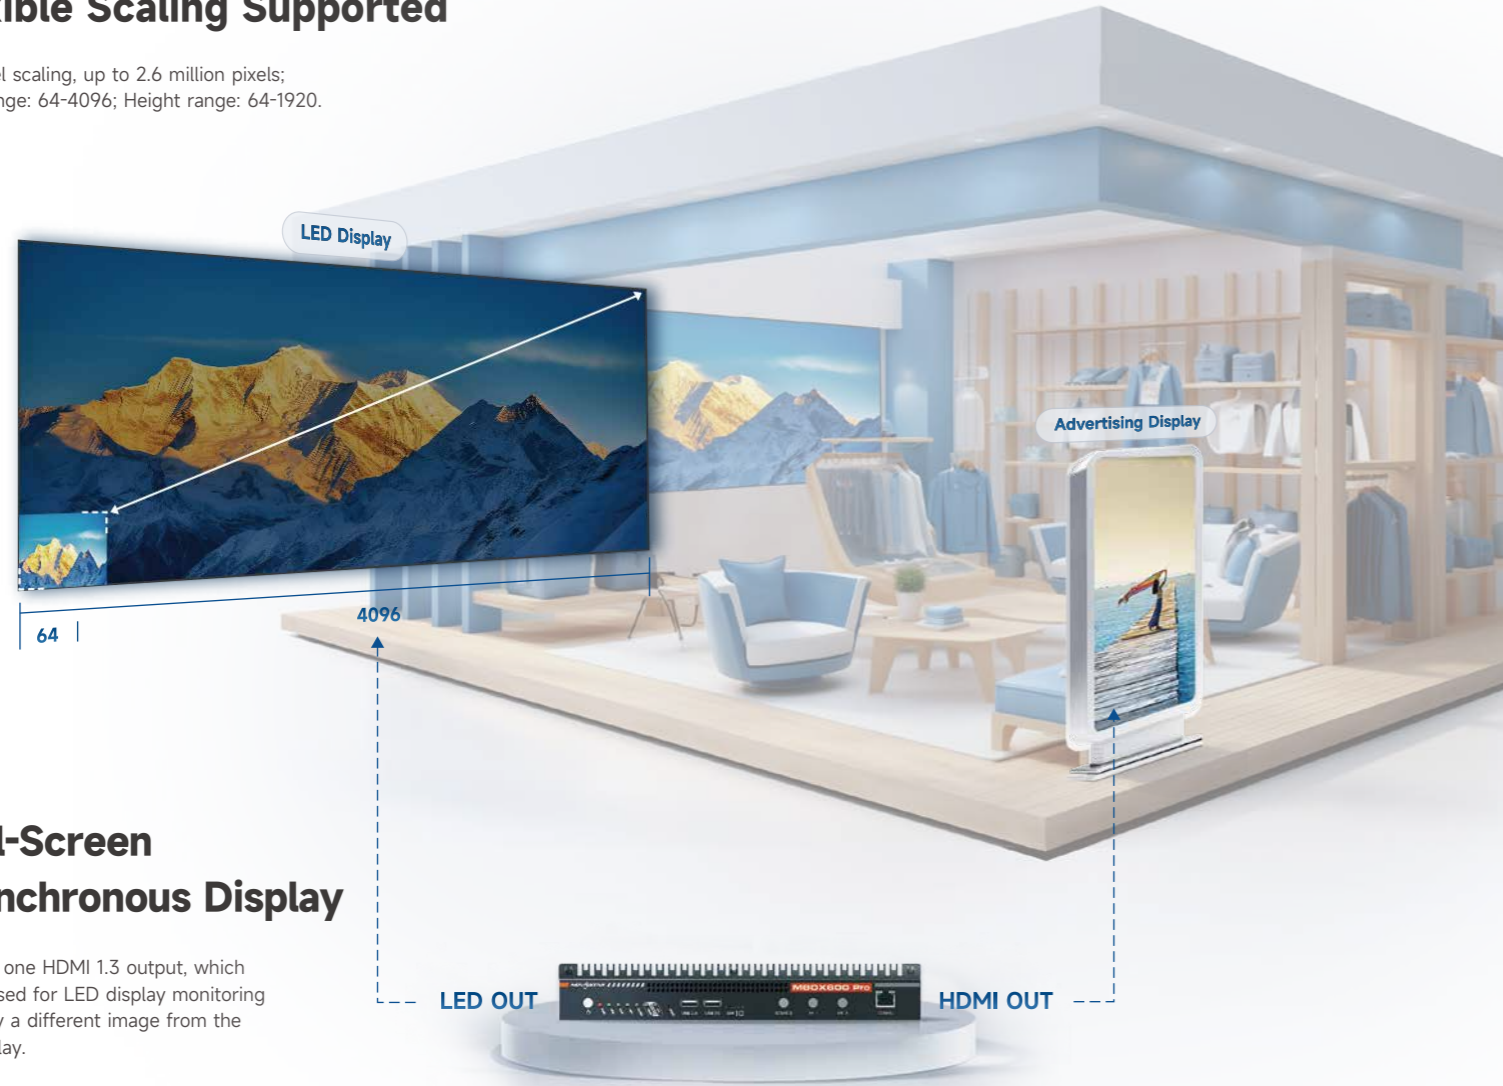 xible Scaling Supported
el scaling, up to 2.6 million pixels;
nge: 64-4096; Height range: 64-1920.
LED Display
Advertising Display
4096
64
l-Screen
nchronous Display
one HDMI 1.3 output, which
sed for LED display monitoring
y a different image from the
lay.
LED OUT
MBOX600 Pro
HDMI OUT